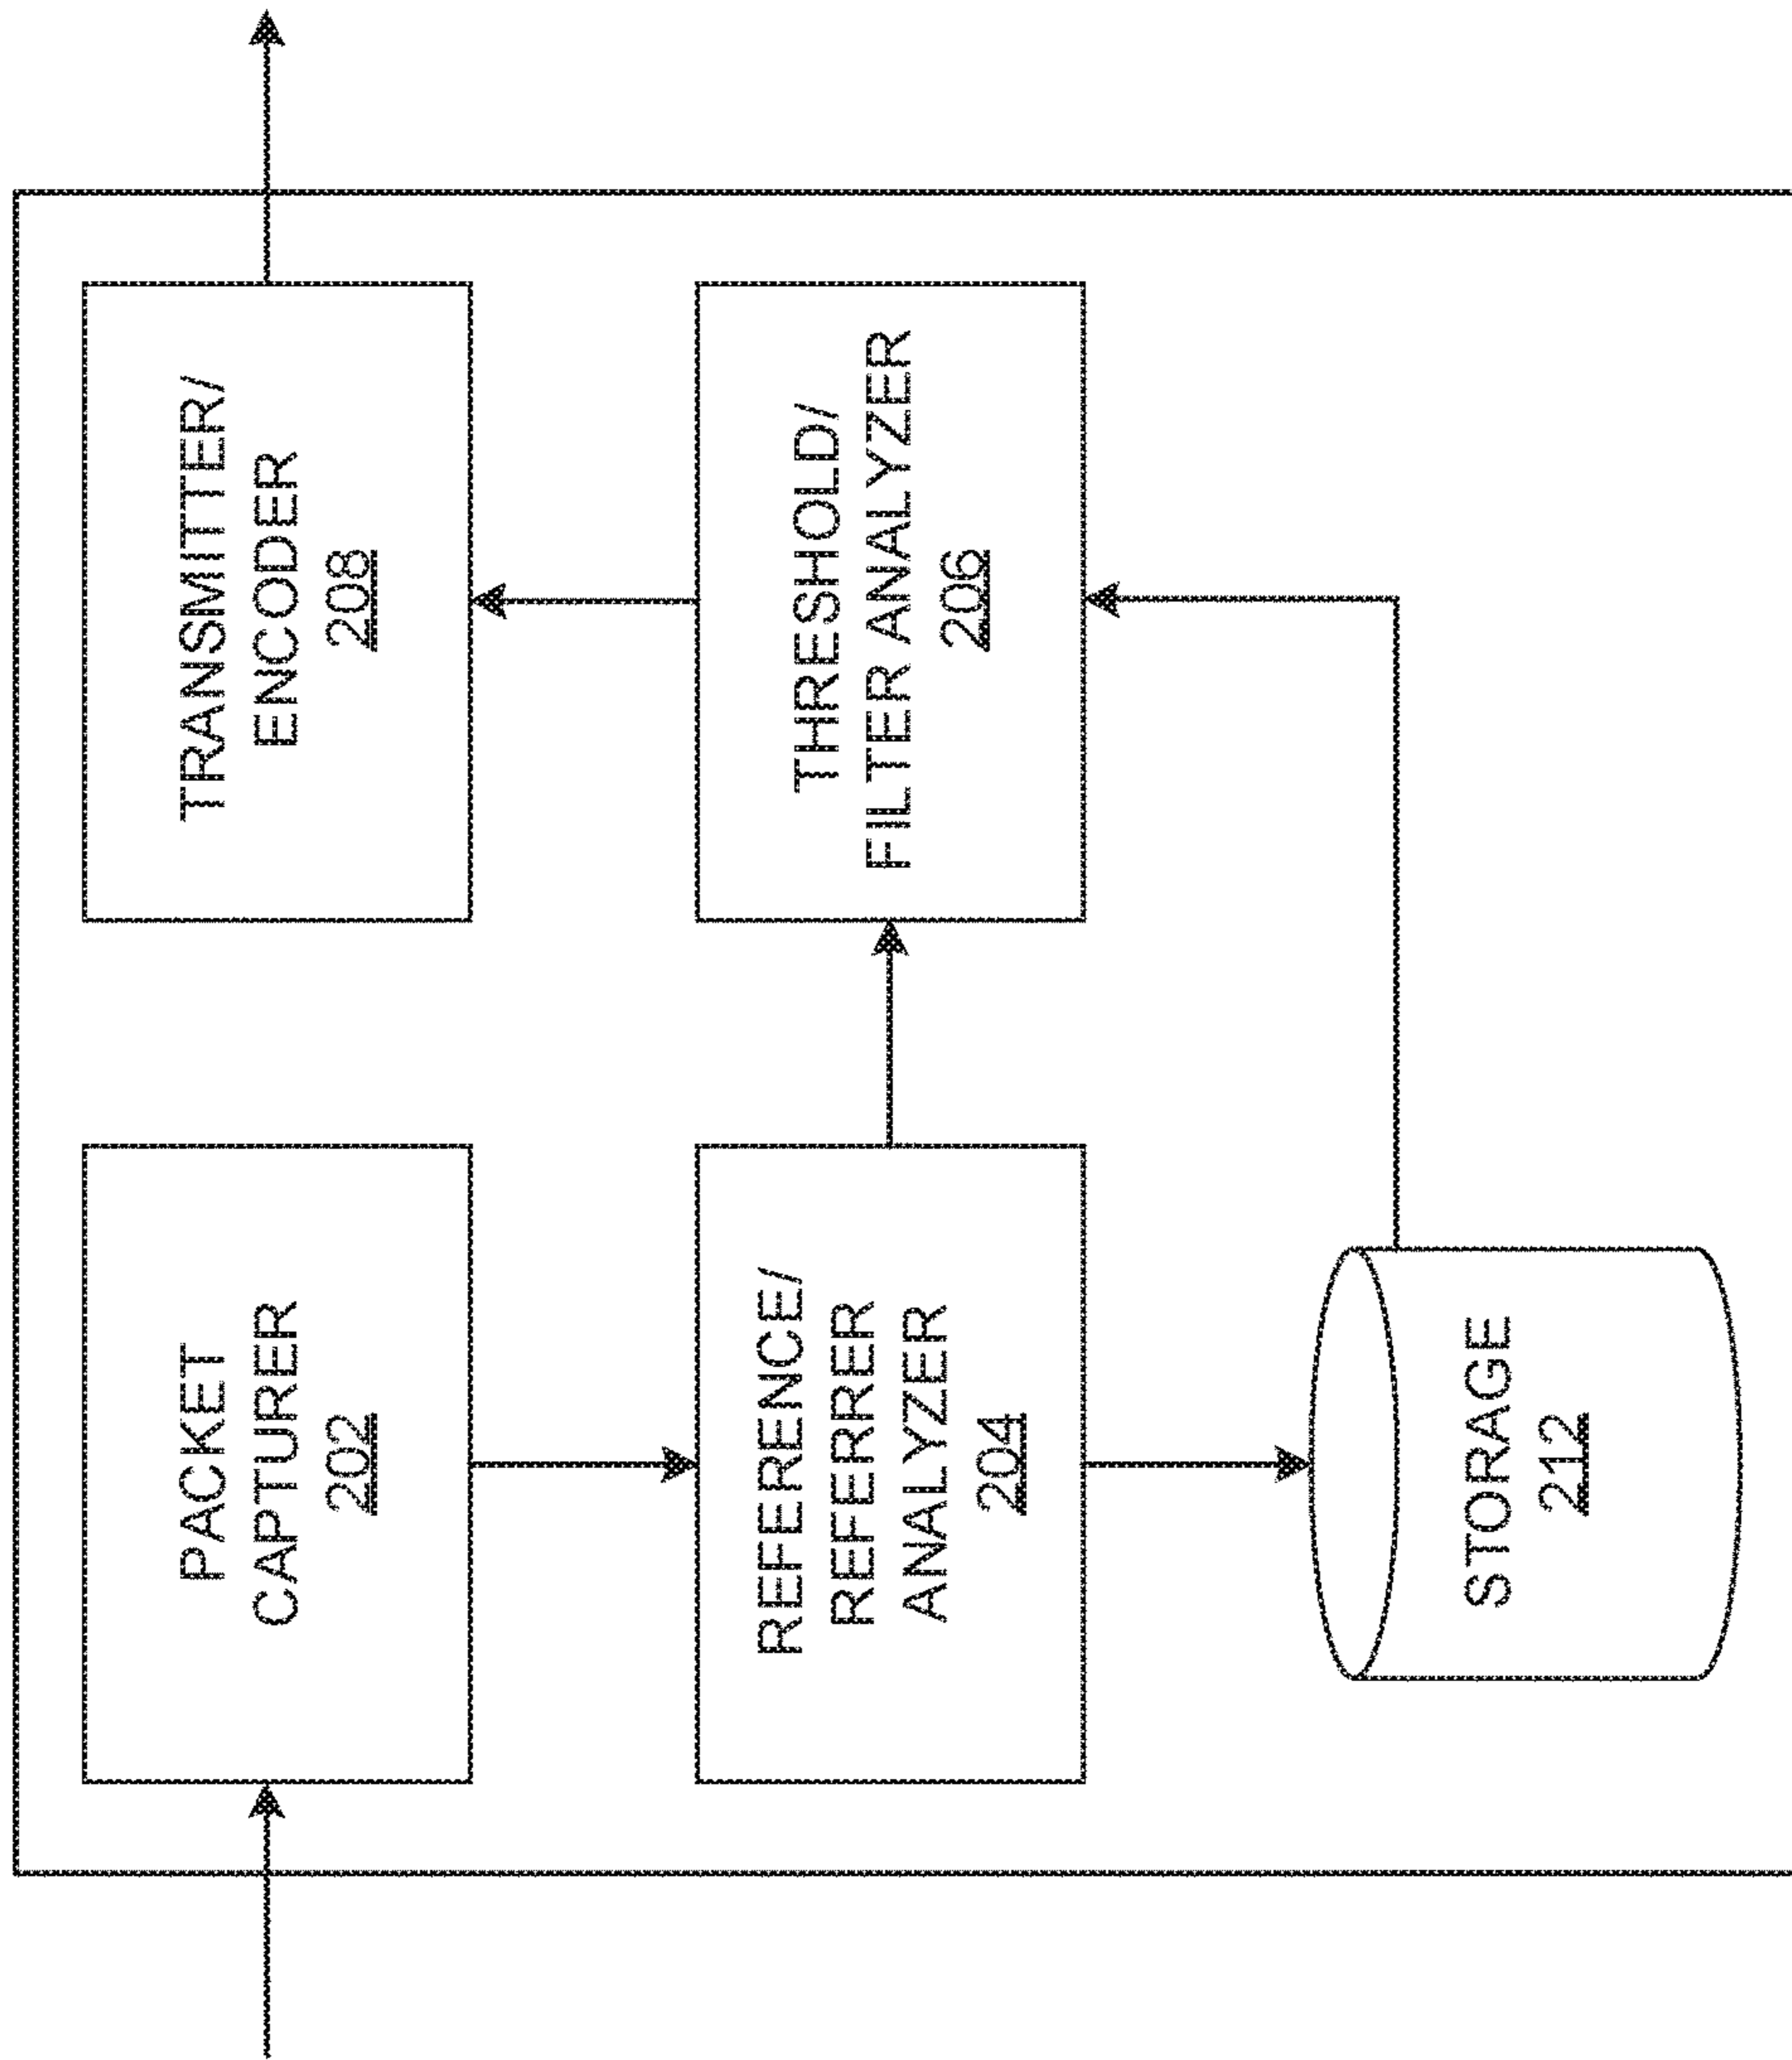 PACKET
CAPTURER
202
TRANSMITTER/
ENCODER
208
REFERENCE/
REFERRER
ANALYZER
204
THRESHOLD/
FILTER ANALYZER
206
STORAGE
212